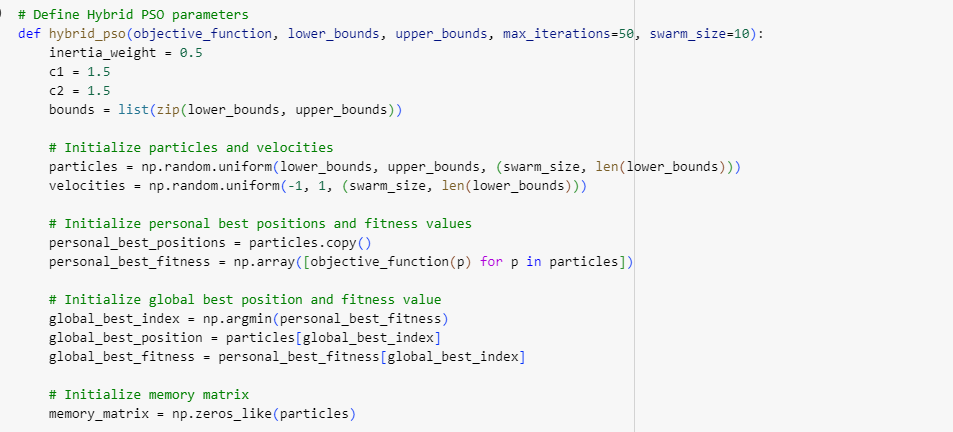 # Define Hybrid PSO parameters
def hybrid_pso(objective_function, lower_bounds, upper_bounds, max_iterations=50, swarm_size=10):
    inertia_weight = 0.5
    c1 = 1.5
    c2 = 1.5
    bounds = list(zip(lower_bounds, upper_bounds))

    # Initialize particles and velocities
    particles = np.random.uniform(lower_bounds, upper_bounds, (swarm_size, len(lower_bounds)))
    velocities = np.random.uniform(-1, 1, (swarm_size, len(lower_bounds)))

    # Initialize personal best positions and fitness values
    personal_best_positions = particles.copy()
    personal_best_fitness = np.array([objective_function(p) for p in particles])

    # Initialize global best position and fitness value
    global_best_index = np.argmin(personal_best_fitness)
    global_best_position = particles[global_best_index]
    global_best_fitness = personal_best_fitness[global_best_index]

    # Initialize memory matrix
    memory_matrix = np.zeros_like(particles)